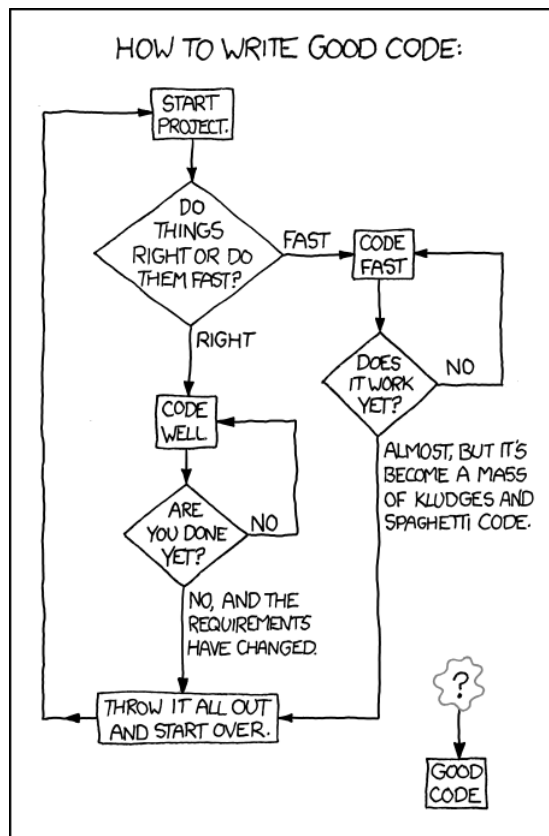 HOW TO WRITE GOOD CODE:
START
PROJECT.
DO
THINGS
RIGHT OR DO
THEM FAST?
FAST
CODE
FAST
RIGHT
DOES
IT WORK
YET?
NO
CODE
WELL
ALMOST, BUT IT'S
BECOME A MASS
OF KLUDGES AND
SPAGHETTI CODE.
ARE
YOU DONE
YET?
NO
NO, AND THE
REQUIREMENTS
HAVE CHANGED.
THROW IT ALL OUT
AND START OVER.
?
GOOD
CODE